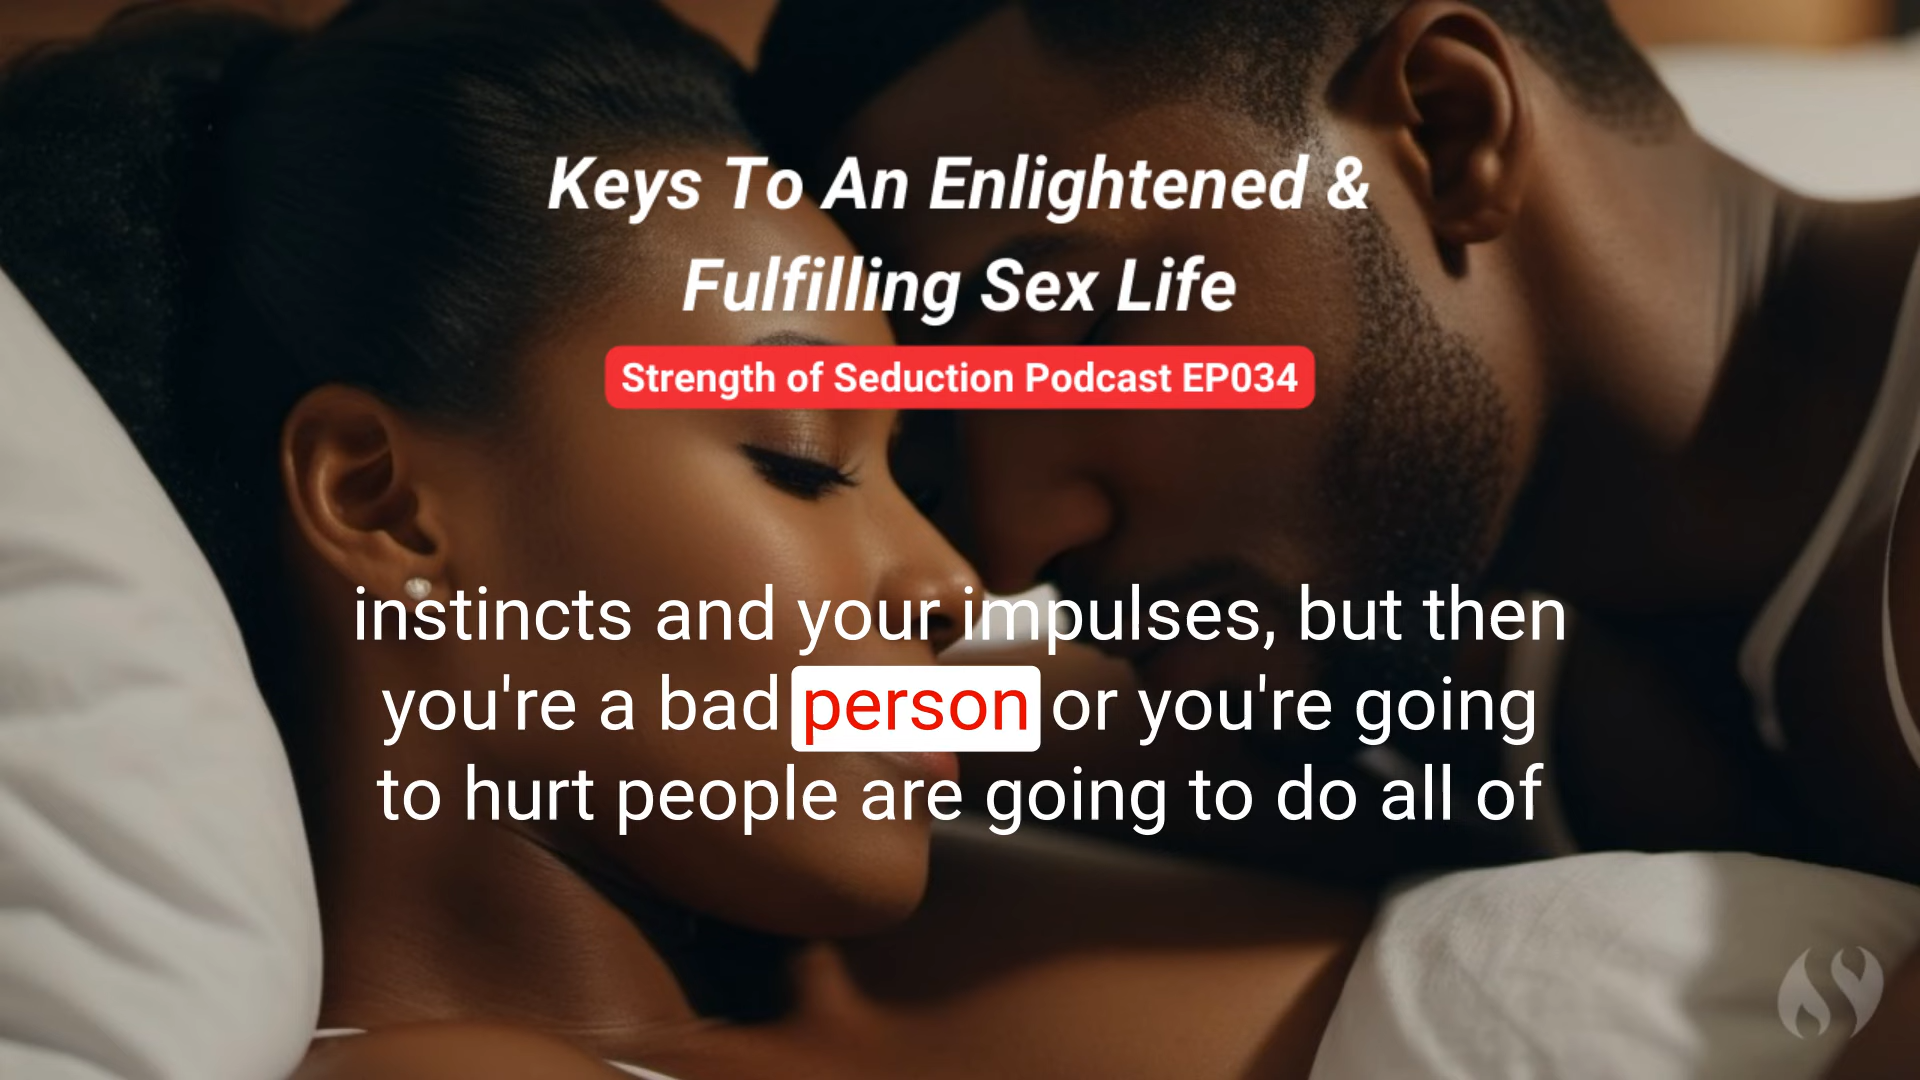 Keys To An Enlightened &
Fulfilling Sex Life
Strength of Seduction Podcast EP034
instincts and your impulses, but then
you're a bad person or you're going
to hurt people are going to do all of